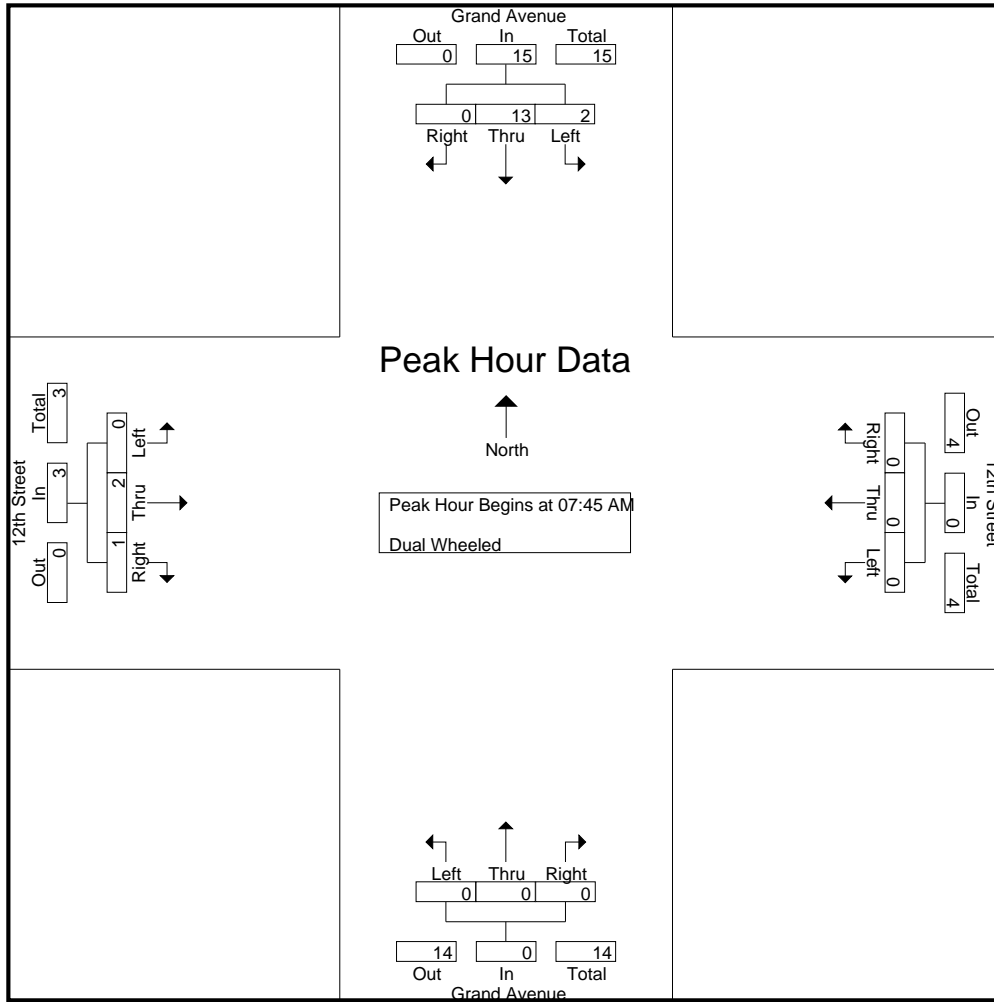 Grand Avenue
Out In Total
0 15 15
0 13 2
Right Thru Left
Peak Hour Data
North
Peak Hour Begins at 07:45 AM
Dual Wheeled
12th Street
Total In Out
3 3 0
0 2 1
Left Thru Right
Right Thru Left
0 0 0
Out In Total
4 0 4
12th Street
Left Thru Right
0 0 0
14 0 14
Out In Total
Grand Avenue